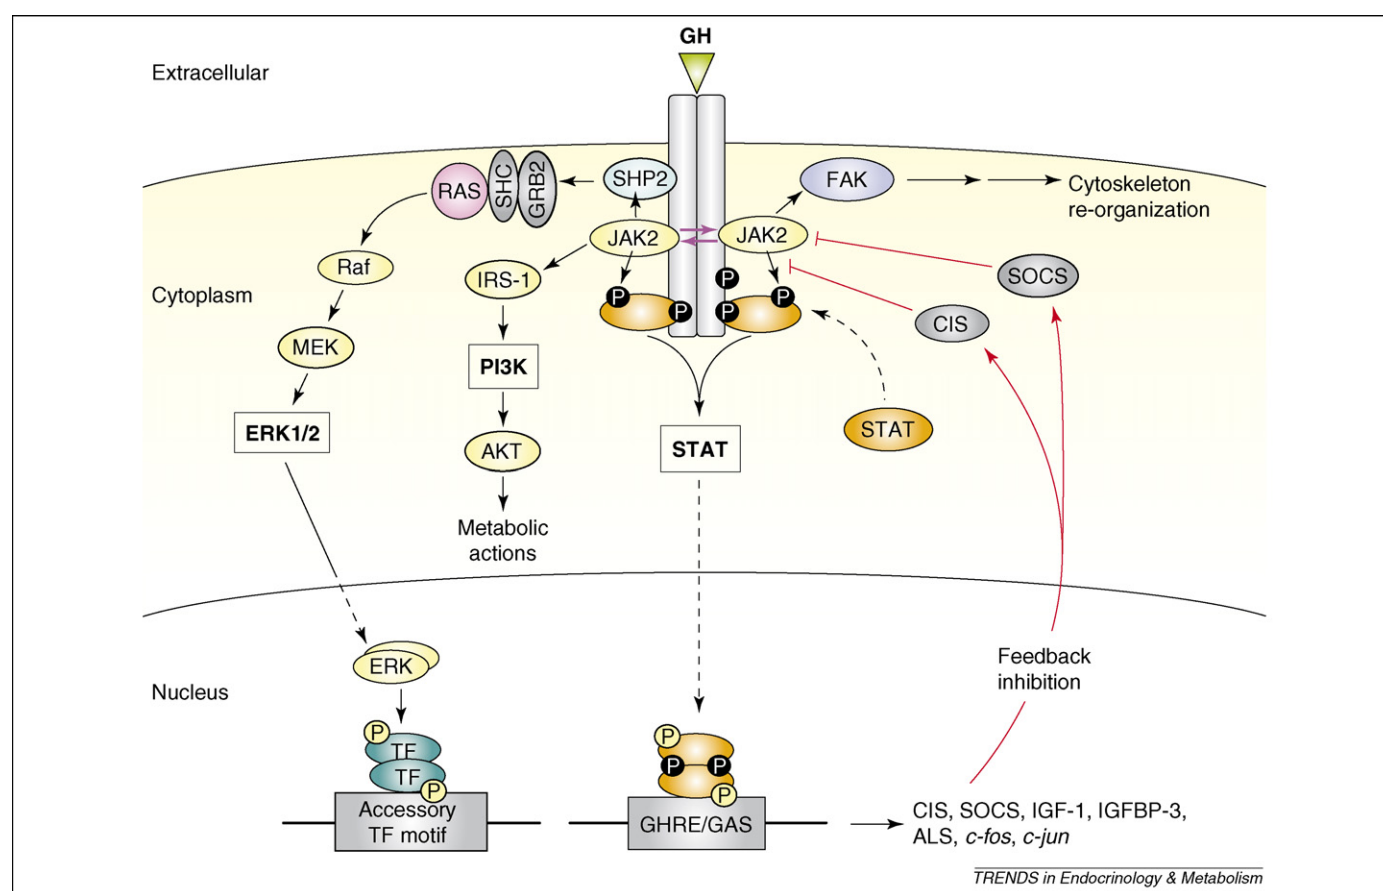 GH
Extracellular
RAS
SHC
GRB2
SHP2
FAK
Cytoskeleton
re-organization
JAK2
JAK2
Raf
IRS-1
SOCS
Cytoplasm
P
P
P
P
P
CIS
MEK
PI3K
ERK1/2
AKT
STAT
STAT
Metabolic
actions
ERK
Feedback
inhibition
Nucleus
P
TF
TF
P
Accessory
TF motif
P
P
P
P
GHRE/GAS
CIS, SOCS, IGF-1, IGFBP-3,
ALS, c-fos, c-jun
TRENDS in Endocrinology & Metabolism